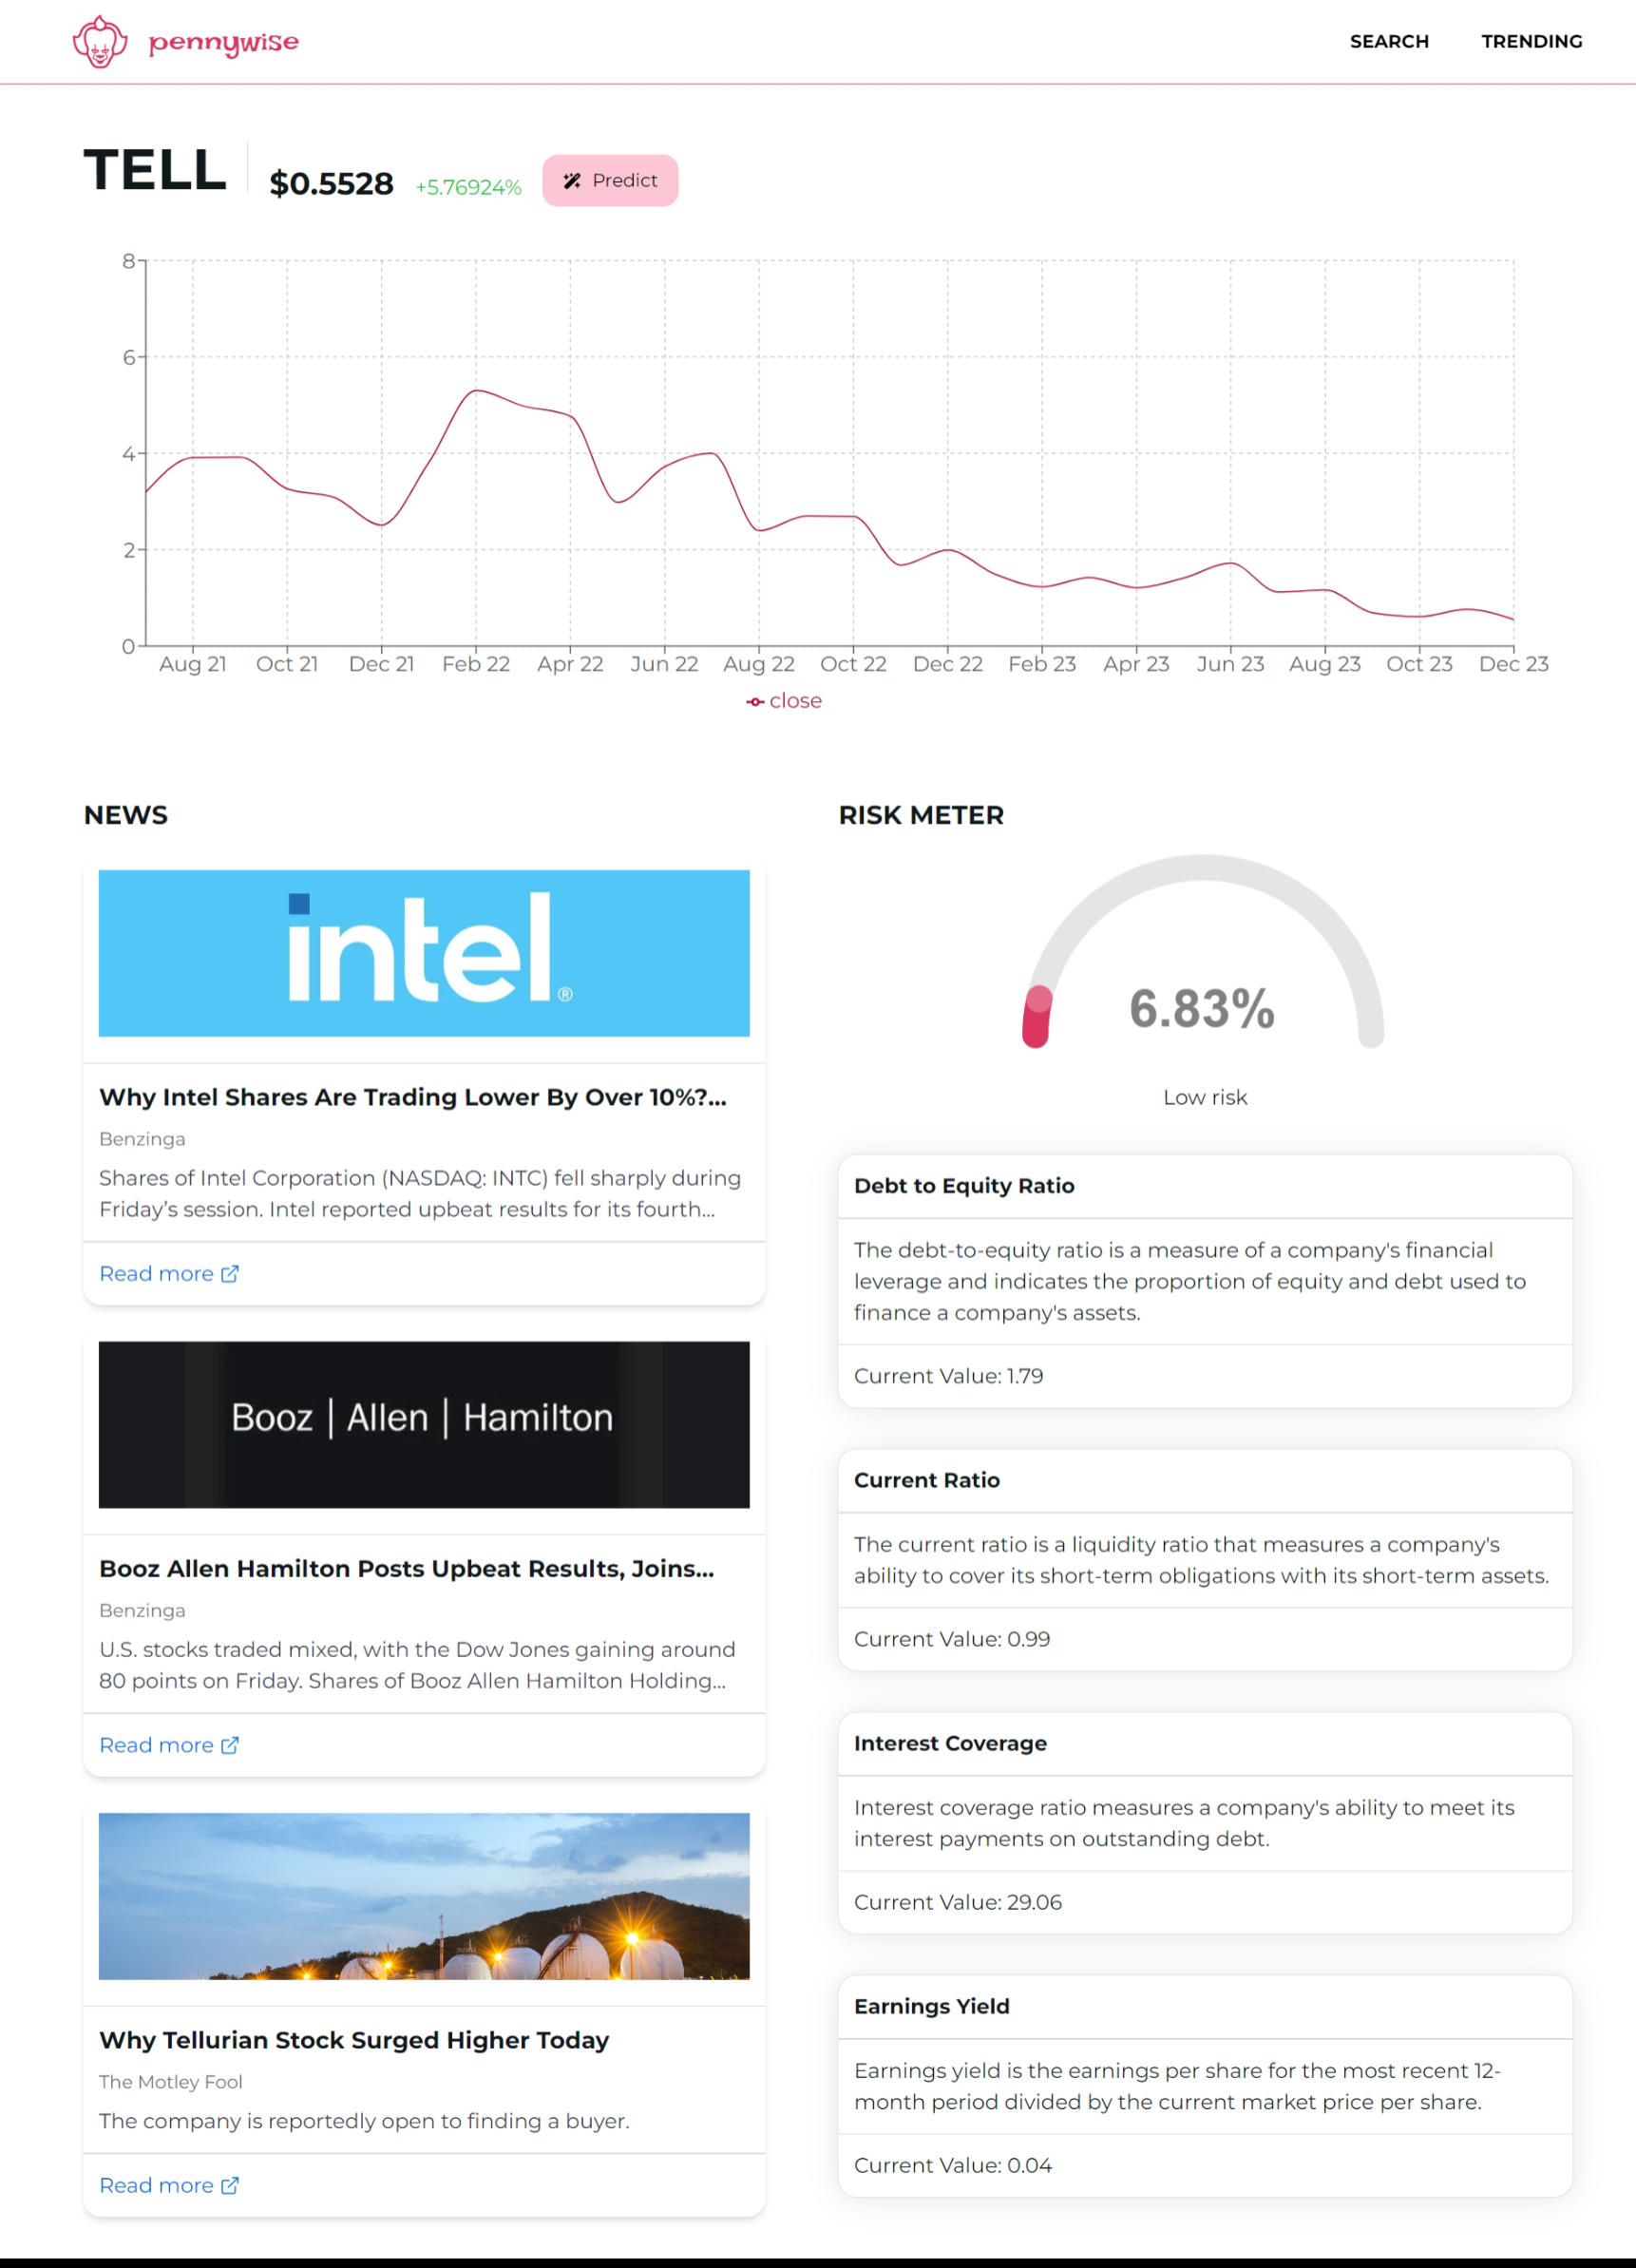 pennywise
SEARCH
TRENDING
TELL
$0.5528
+5.76924%
Predict
8
6
4
2
0
Aug 21
Oct 21
Dec 21
Feb 22
Apr 22
Jun 22
Aug 22
Oct 22
Dec 22
Feb 23
Apr 23
Jun 23
Aug 23
Oct 23
Dec 23
close
NEWS
intel®
Why Intel Shares Are Trading Lower By Over 10%?...
Benzinga
Shares of Intel Corporation (NASDAQ: INTC) fell sharply during
Friday’s session. Intel reported upbeat results for its fourth...
Read more
Booz | Allen | Hamilton
Booz Allen Hamilton Posts Upbeat Results, Joins...
Benzinga
U.S. stocks traded mixed, with the Dow Jones gaining around
80 points on Friday. Shares of Booz Allen Hamilton Holding...
Read more
Why Tellurian Stock Surged Higher Today
The Motley Fool
The company is reportedly open to finding a buyer.
Read more
RISK METER
6.83%
Low risk
Debt to Equity Ratio
The debt-to-equity ratio is a measure of a company's financial
leverage and indicates the proportion of equity and debt used to
finance a company's assets.
Current Value: 1.79
Current Ratio
The current ratio is a liquidity ratio that measures a company's
ability to cover its short-term obligations with its short-term assets.
Current Value: 0.99
Interest Coverage
Interest coverage ratio measures a company's ability to meet its
interest payments on outstanding debt.
Current Value: 29.06
Earnings Yield
Earnings yield is the earnings per share for the most recent 12-
month period divided by the current market price per share.
Current Value: 0.04